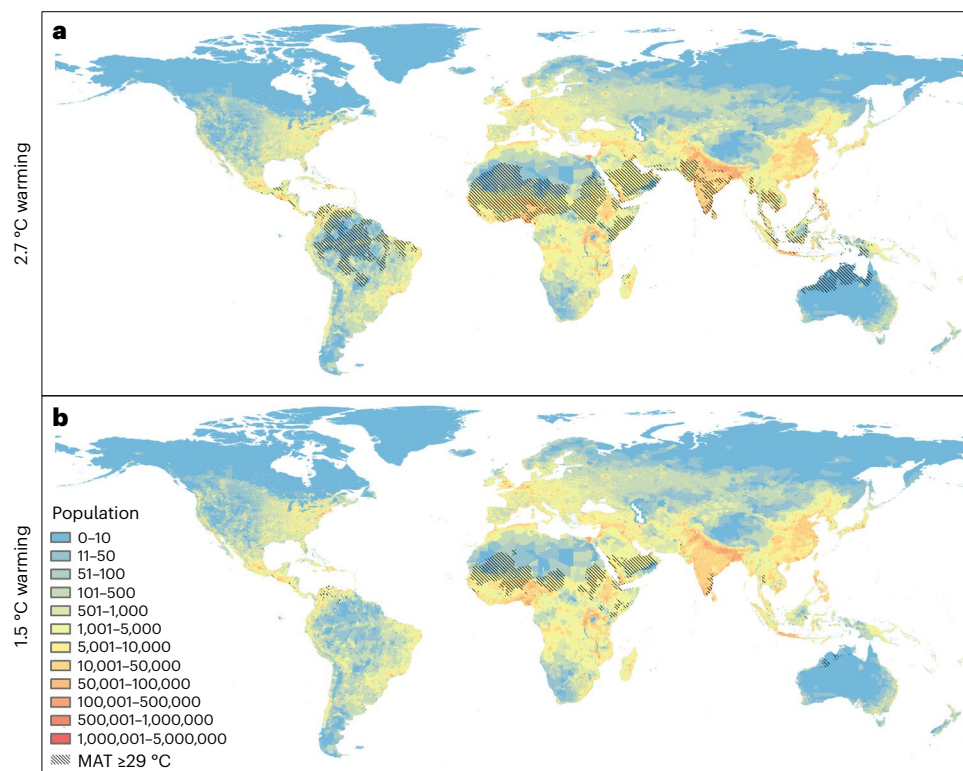 a
2.7 °C warming
b
1.5 °C warming
Population
0–10
11–50
51–100
101–500
501–1,000
1,001–5,000
5,001–10,000
10,001–50,000
50,001–100,000
100,001–500,000
500,001–1,000,000
1,000,001–5,000,000
MAT ≥29 °C